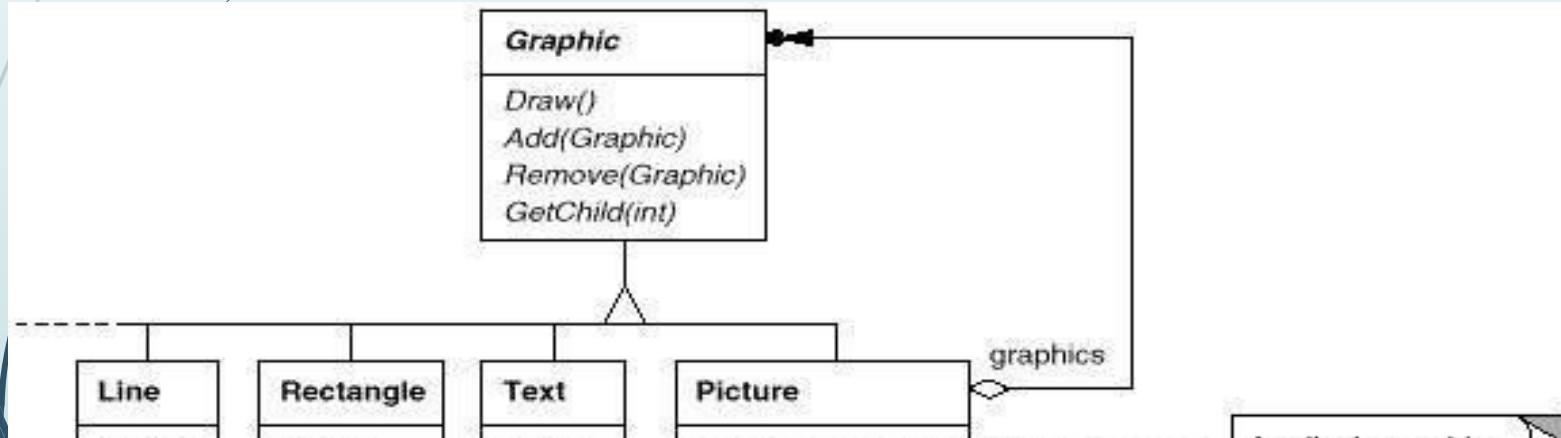 Graphic
Draw()
Add(Graphic)
Remove(Graphic)
GetChild(int)
graphics
Line
Rectangle
Text
Picture